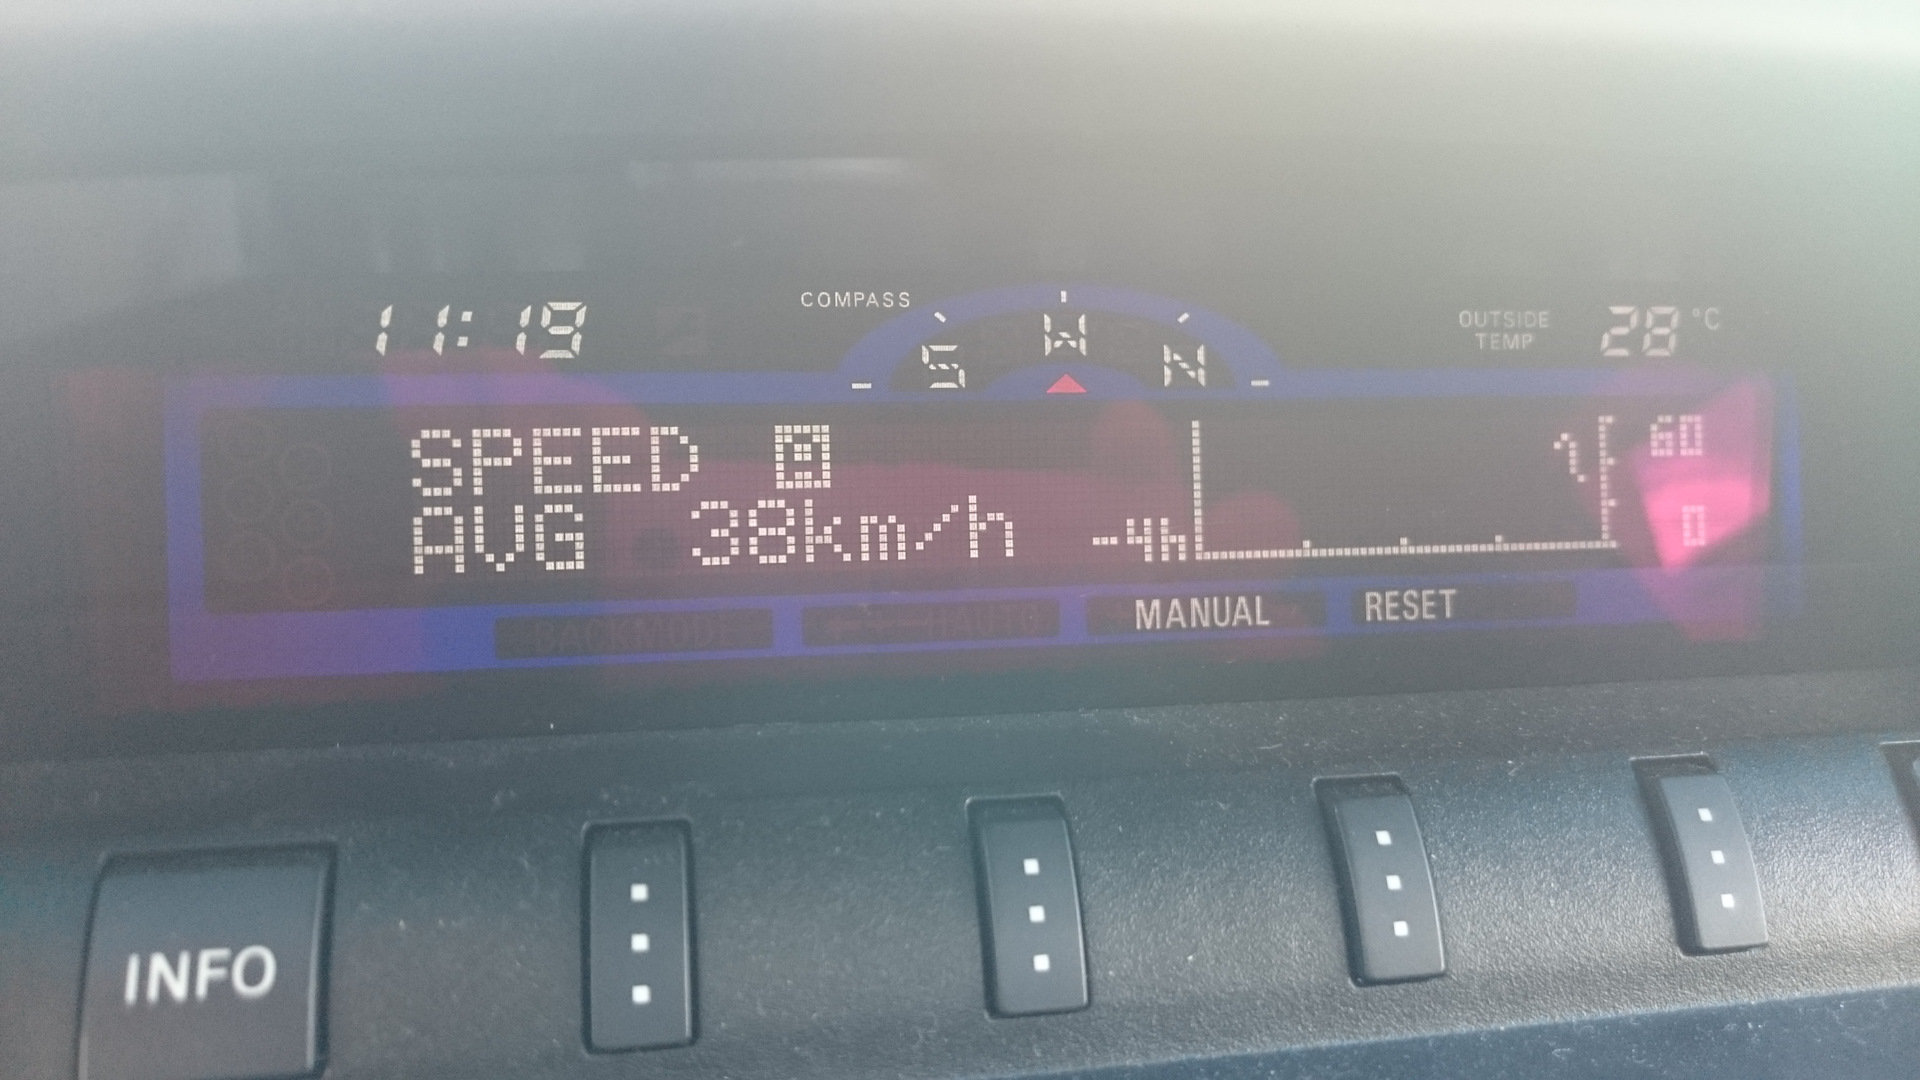 11:19
COMPASS
S W N
OUTSIDE
TEMP
28 °C
SPEED A
AVG 38km/h
-4h
60
0
MANUAL
RESET
INFO